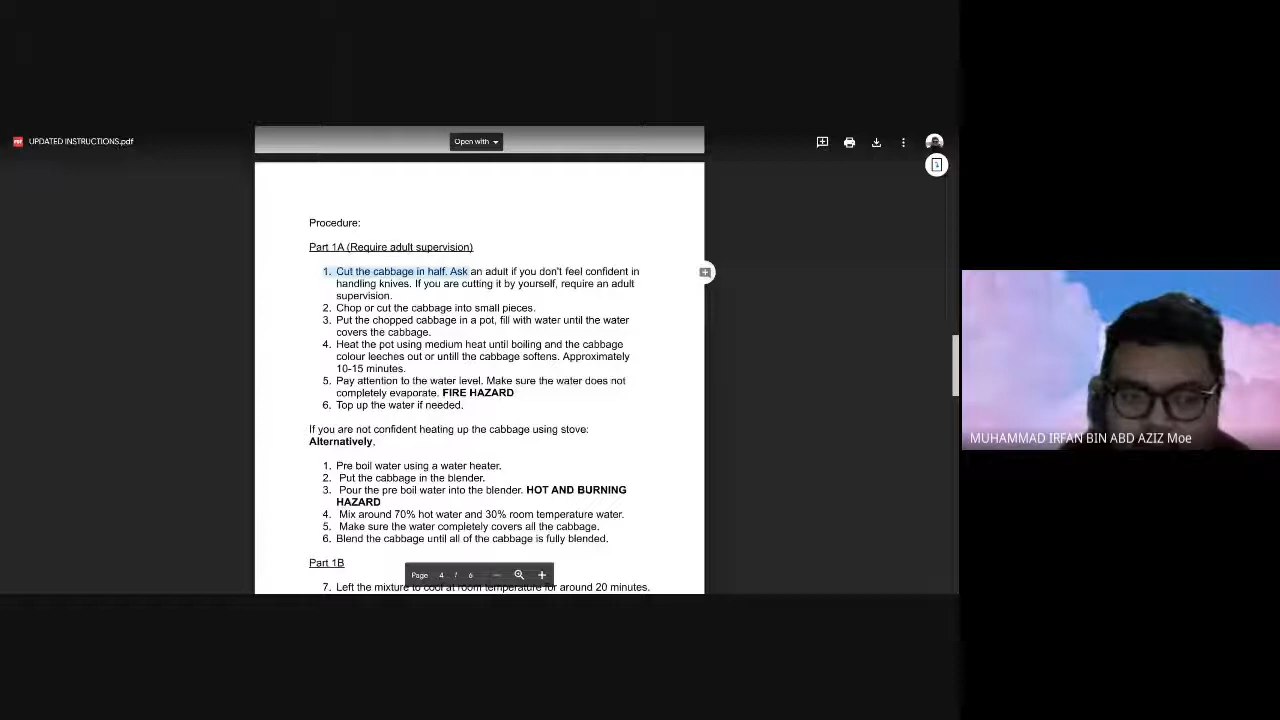 UPDATED INSTRUCTIONS.pdf
Open with
Procedure:
Part 1A (Require adult supervision)
1. Cut the cabbage in half. Ask an adult if you don't feel confident in
handling knives. If you are cutting it by yourself, require an adult
supervision.
2. Chop or cut the cabbage into small pieces.
3. Put the chopped cabbage in a pot, fill with water until the water
covers the cabbage.
4. Heat the pot using medium heat until boiling and the cabbage
colour leeches out or untill the cabbage softens. Approximately
10-15 minutes.
5. Pay attention to the water level. Make sure the water does not
completely evaporate. FIRE HAZARD
6. Top up the water if needed.
If you are not confident heating up the cabbage using stove:
Alternatively,
1. Pre boil water using a water heater.
2. Put the cabbage in the blender.
3. Pour the pre boil water into the blender. HOT AND BURNING
HAZARD
4. Mix around 70% hot water and 30% room temperature water.
5. Make sure the water completely covers all the cabbage.
6. Blend the cabbage until all of the cabbage is fully blended.
Part 1B
7. Left the mixture to cool at room temperature for around 20 minutes.
Page 4 / 6
MUHAMMAD IRFAN BIN ABD AZIZ Moe